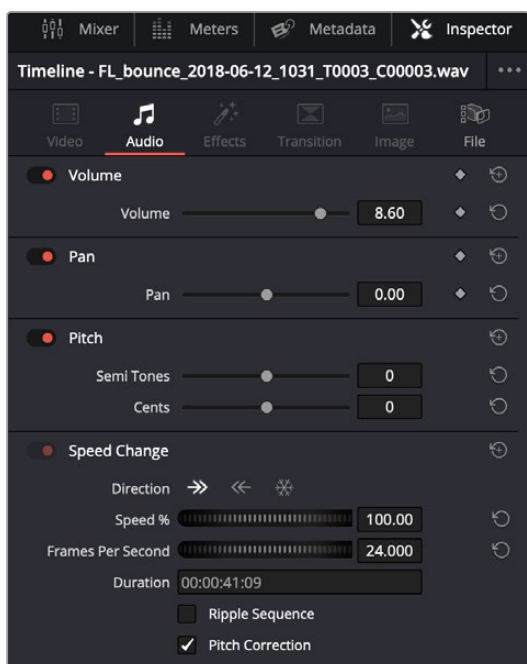 Mixer Meters Metadata Inspector
Timeline - FL_bounce_2018-06-12_1031_T0003_C00003.wav
Video Audio Effects Transition Image File
Volume
Volume 8.60
Pan
Pan 0.00
Pitch
Semi Tones 0
Cents 0
Speed Change
Direction
Speed % 100.00
Frames Per Second 24.000
Duration 00:00:41:09
Ripple Sequence
Pitch Correction